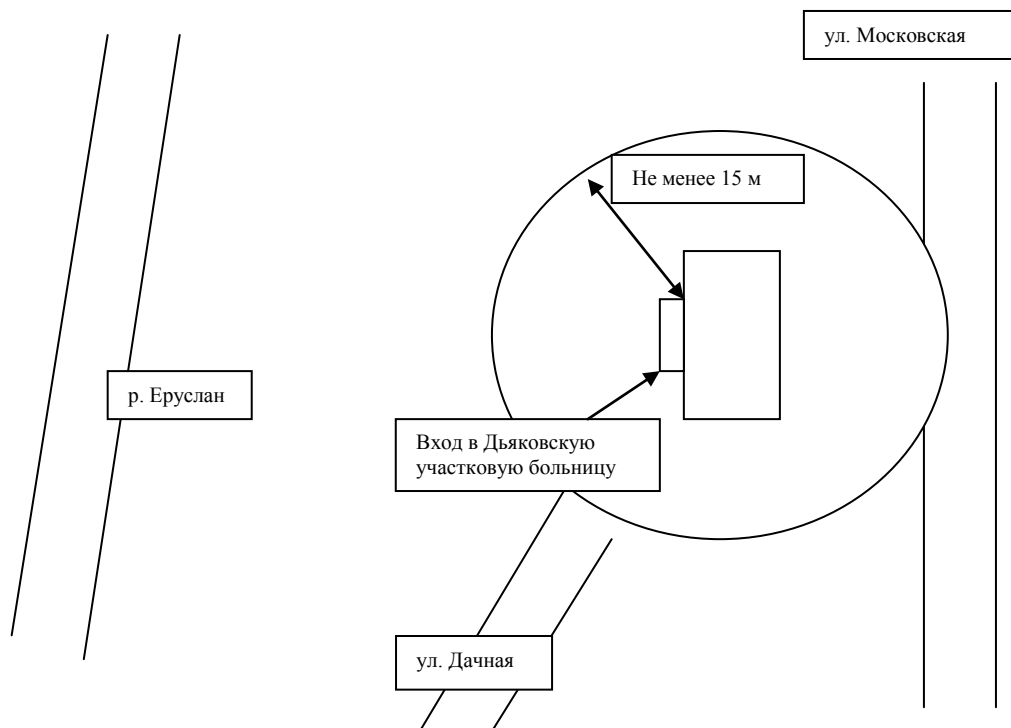 ул. Московская
Не менее 15 м
р. Еруслан
Вход в Дьяковскую
участковую больницу
ул. Дачная